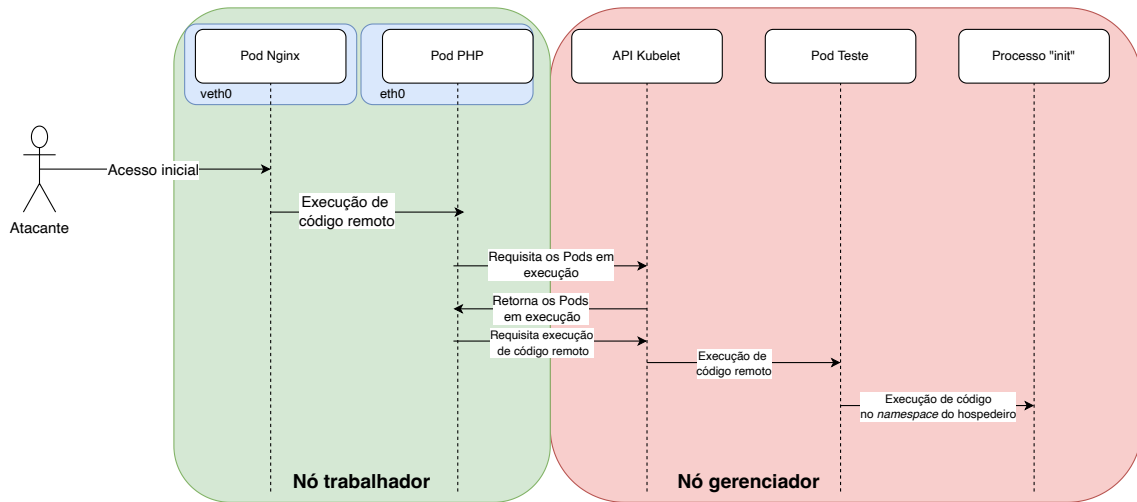 Pod Nginx
Pod PHP
API Kubelet
Pod Teste
Processo "init"
veth0
eth0
Atacante
Acesso inicial
Execução de
código remoto
Requisita os Pods em
execução
Retorna os Pods
em execução
Requisita execução
de código remoto
Execução de
código remoto
Execução de código
no namespace do hospedeiro
Nó trabalhador
Nó gerenciador